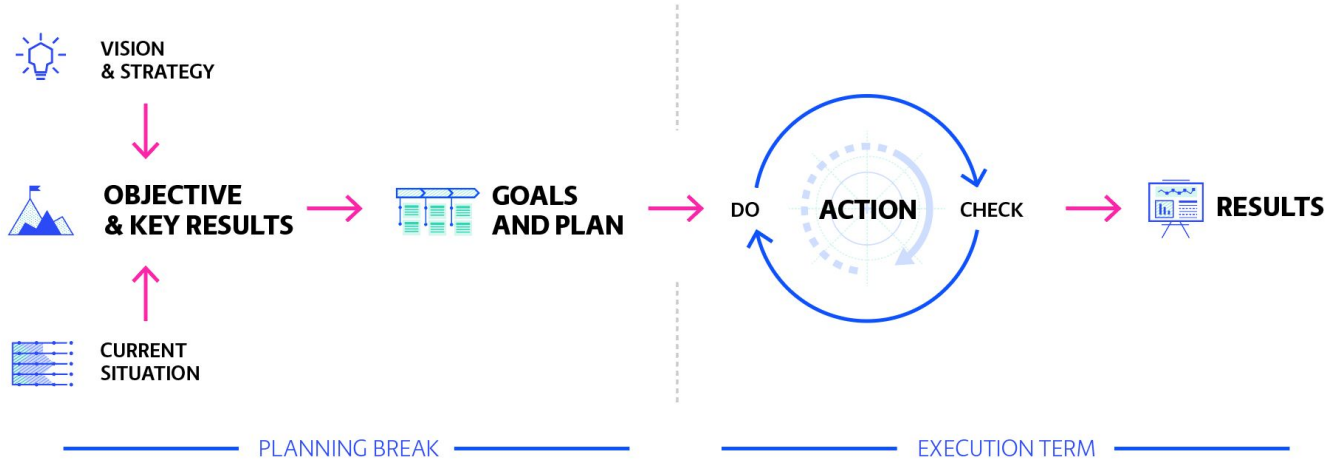 VISION
& STRATEGY
OBJECTIVE
& KEY RESULTS
CURRENT
SITUATION
GOALS
AND PLAN
DO
ACTION
CHECK
RESULTS
PLANNING BREAK
EXECUTION TERM